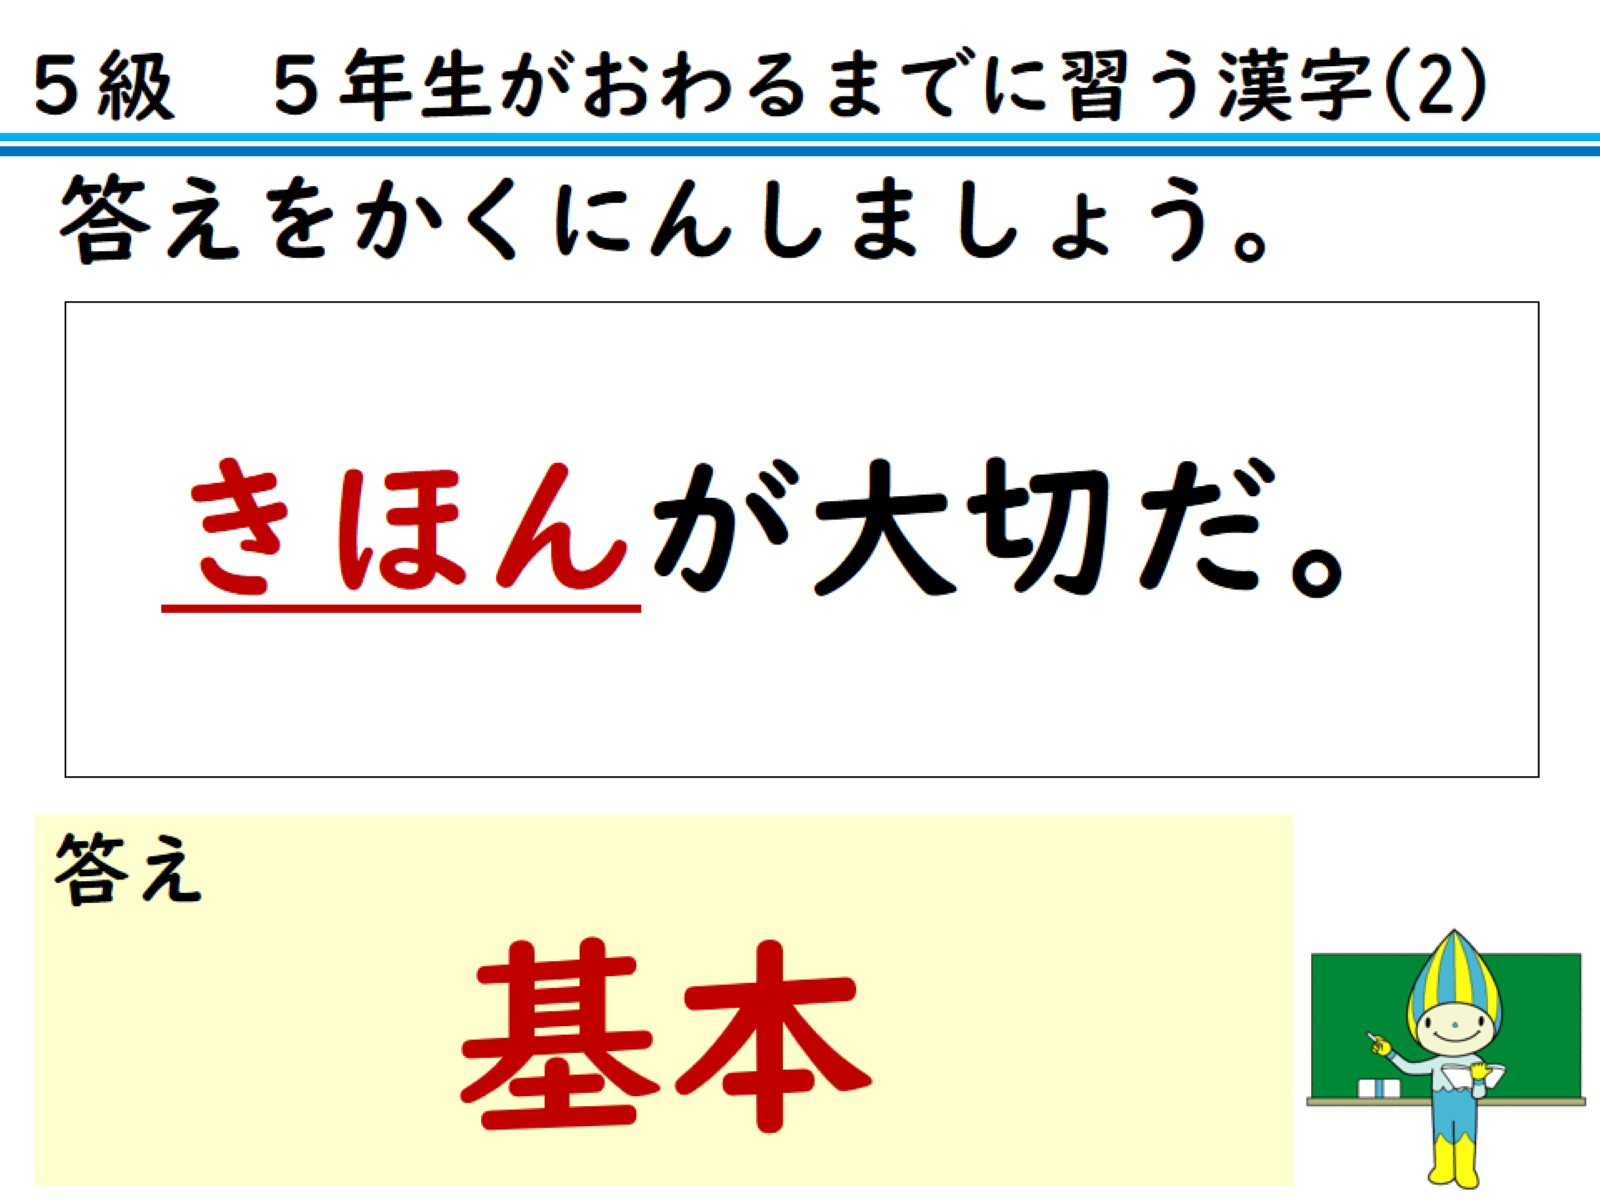 ５級　５年生がおわるまでに習う漢字(2)
答えをかくにんしましょう。
きほんが大切だ。
答え
基本